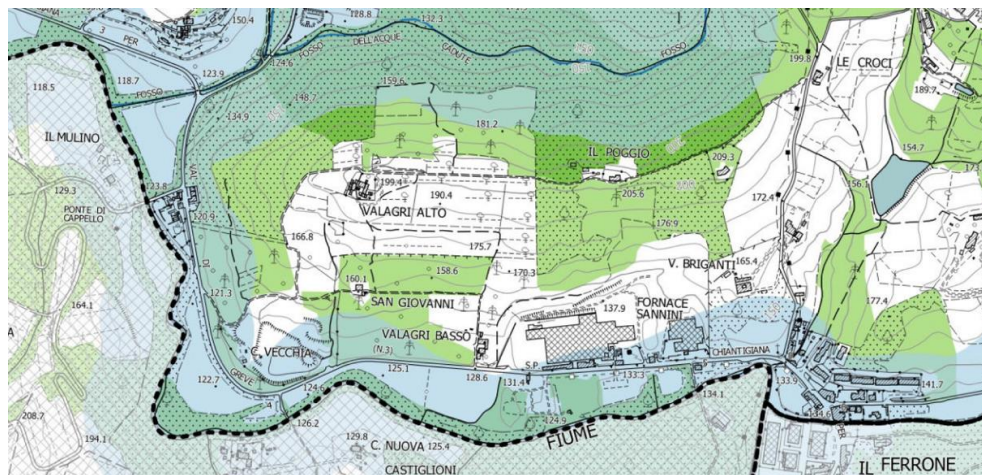 150.4
3
PER
128.8
132.3
FOSSO
DELL'ACQUE
CADUTE
FOSSO
199.8
LE CROCI
118.7
123.9
124.6
159.6
118.5
FOSSO
148.7
134.9
181.2
189.7
IL MULINO
154.7
IL POGGIO
209.3
129.3
PONTE DI
CAPPELLO
VAL
DI
GREVE
120.9
199.4
190.4
205.6
156.1
172.4
VALAGRI ALTO
176.9
166.8
175.7
V. BRIGANTI
165.4
164.1
121.3
160.1
158.6
170.3
177.4
SAN GIOVANNI
137.9
FORNACE
SANNINI
VALAGRI BASSO
C. VECCHIA
(N.3)
CHIANTIGIANA
125.1
S.P.
122.7
124.6
128.6
131.4
133.3
133.9
141.7
134.1
208.7
194.1
126.2
129.8
125.4
C. NUOVA
CASTIGLIONI
FIUME
134.6
PER
IL FERRONE